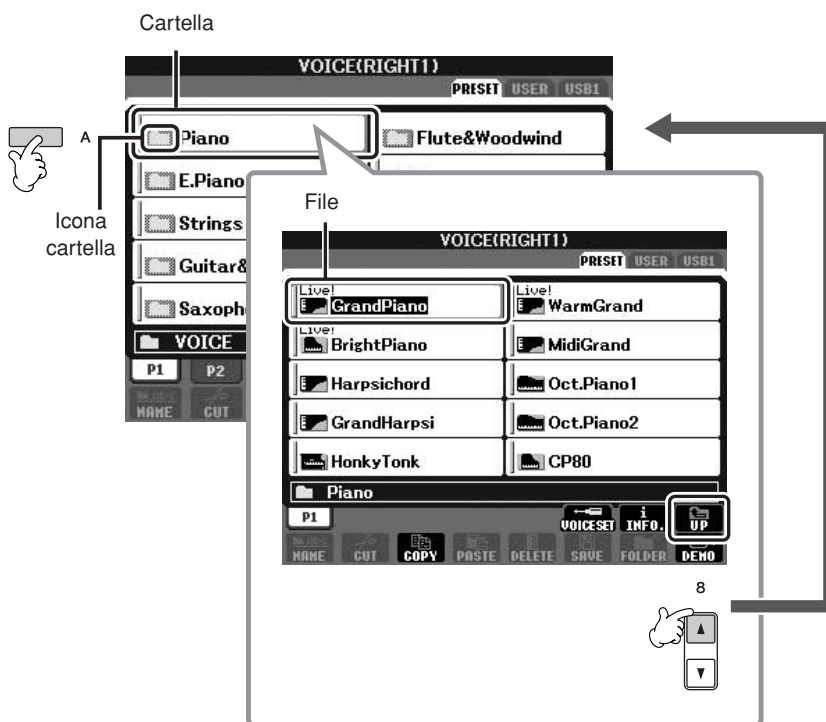 Cartella
VOICE(RIGHT1)
PRESET USER USB1
A
Piano
Flute&Woodwind
E.Piano
Icona
cartella
Strings
Guitar&
Saxoph
VOICE
P1 P2
NAME CUT
File
VOICE(RIGHT1)
PRESET USER USB1
Live!
GrandPiano
Live!
WarmGrand
Live!
BrightPiano
MidiGrand
Harpsichord
Oct.Piano1
GrandHarpsi
Oct.Piano2
HonkyTonk
CP80
Piano
P1
VOICESET
i
INFO.
UP
NAME CUT COPY PASTE DELETE SAVE FOLDER DEMO
8